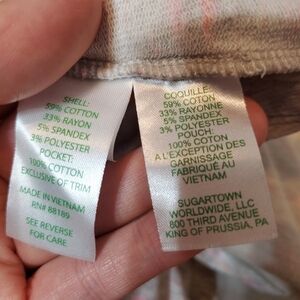 SHELL:
59% COTTON
33% RAYON
5% SPANDEX
3% POLYESTER
POCKET:
100% COTTON
EXCLUSIVE OF TRIM
MADE IN VIETNAM
RN# 88189
SEE REVERSE
FOR CARE
COQUILLE:
59% COTON
33% RAYONNE
5% SPANDEX
3% POLYESTER
POUCH:
100% COTON
A L'EXCEPTION DES
GARNISSAGE
FABRIQUÉ AU
VIETNAM
SUGARTOWN
WORLDWIDE, LLC
800 THIRD AVENUE
KING OF PRUSSIA, PA